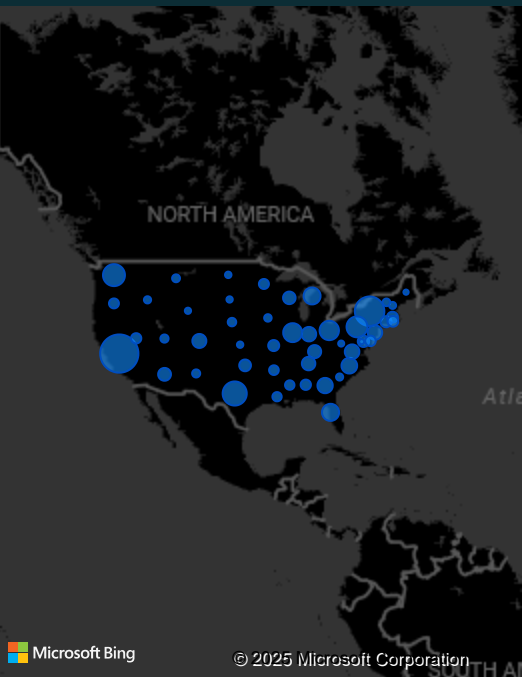 NORTH AMERICA
Atla
Microsoft Bing
© 2025 Microsoft Corporation
SOUTH AM